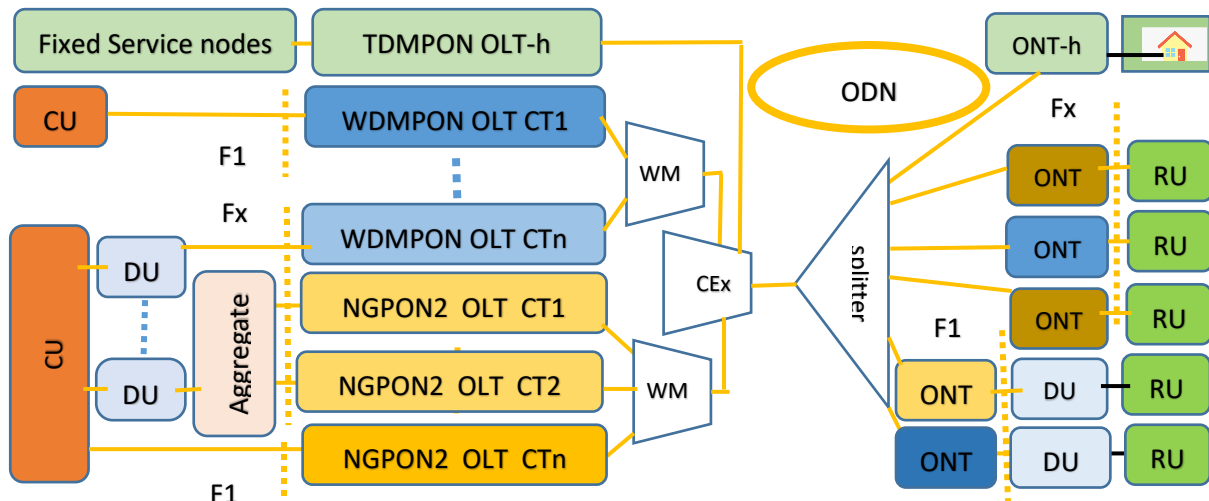 Fixed Service nodes
TDMPON OLT-h
ONT-h
ODN
CU
WDMPON OLT CT1
Fx
F1
WM
ONT
RU
Fx
WDMPON OLT CTn
ONT
RU
DU
CEx
splitter
NGPON2 OLT CT1
ONT
RU
CU
Aggregate
F1
DU
NGPON2 OLT CT2
WM
ONT
DU
RU
NGPON2 OLT CTn
ONT
DU
RU
F1